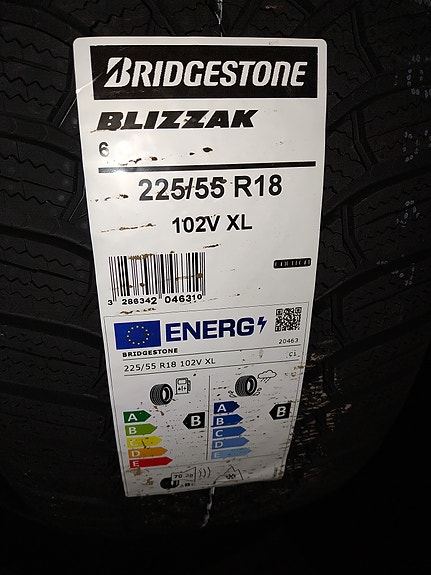 BRIDGESTONE
BLIZZAK
6
225/55 R18
102V XL
3 286342 046310
ENERG
BRIDGESTONE
20463
225/55 R18 102V XL
C1
A A
B B B B
C C
D D
E E